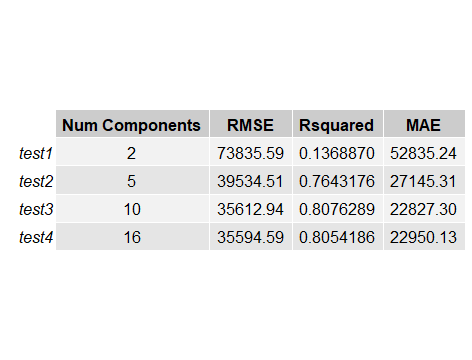 Num Components RMSE Rsquared MAE
test1 2 73835.59 0.1368870 52835.24
test2 5 39534.51 0.7643176 27145.31
test3 10 35612.94 0.8076289 22827.30
test4 16 35594.59 0.8054186 22950.13